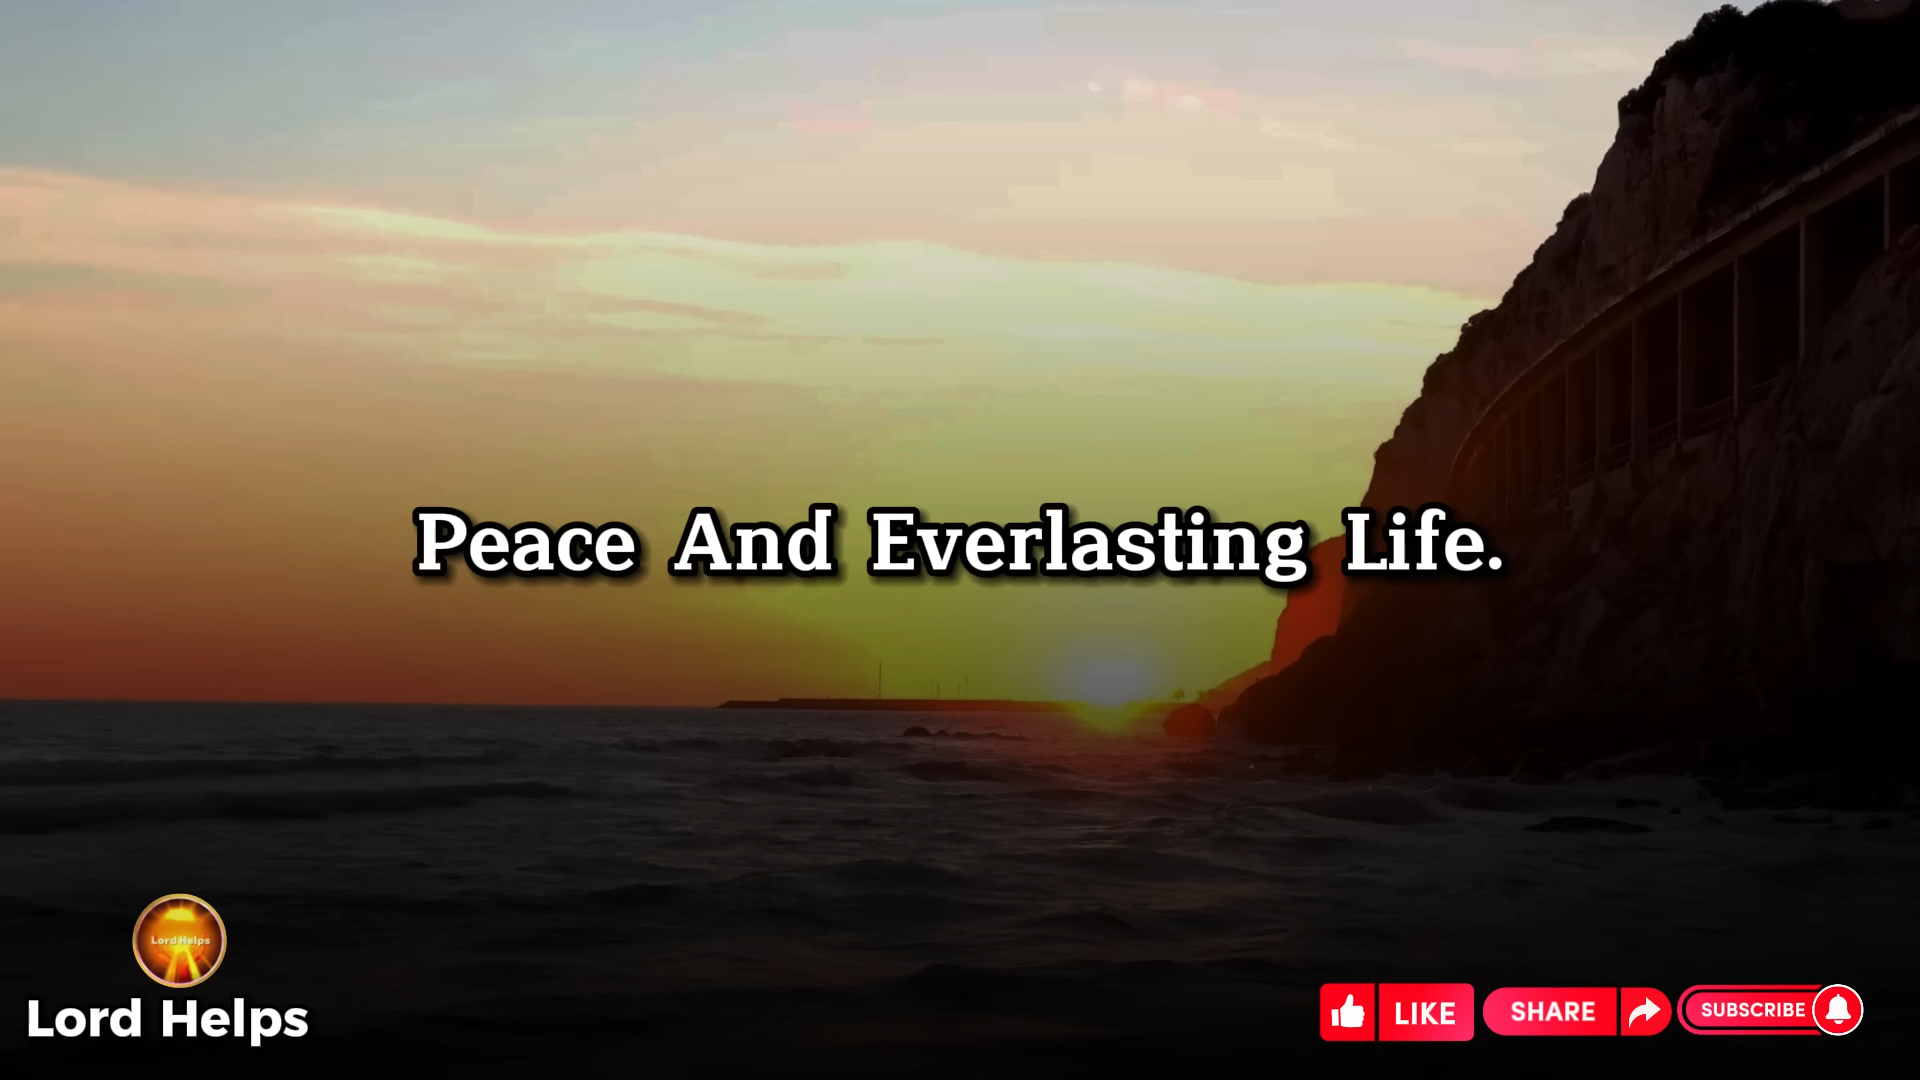 Peace And Everlasting Life.
Lord Helps
Lord Helps
LIKE
SHARE
SUBSCRIBE